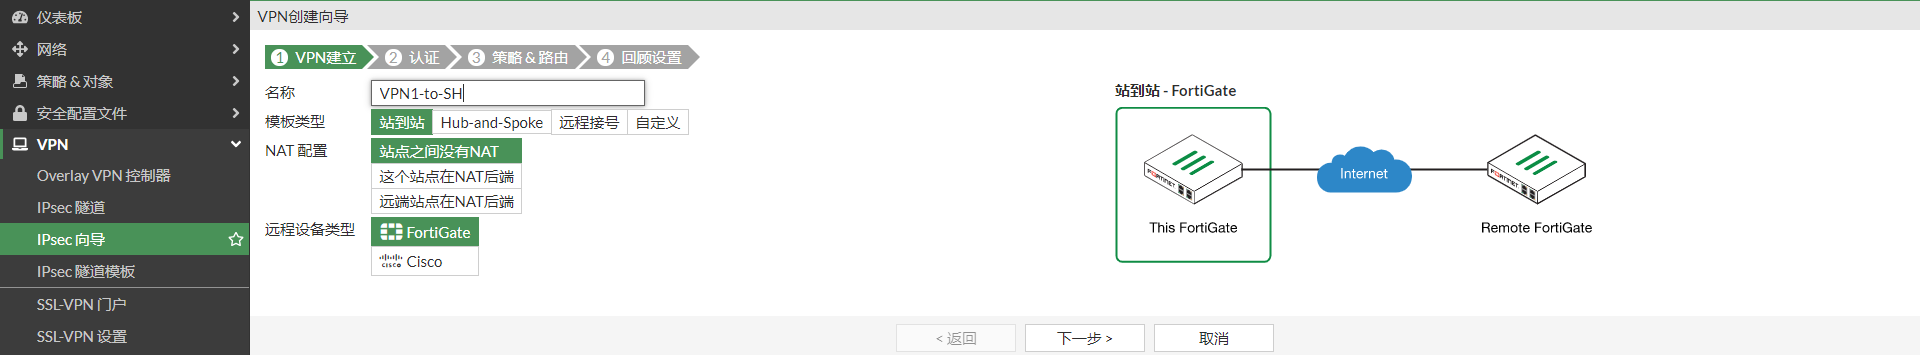 仪表板
网络
策略 & 对象
安全配置文件
VPN
Overlay VPN 控制器
IPsec 隧道
IPsec 向导
IPsec 隧道模板
SSL-VPN 门户
SSL-VPN 设置
VPN创建向导
1 VPN建立 2 认证 3 策略 & 路由 4 回顾设置
名称 VPN1-to-SH
模板类型 站到站 Hub-and-Spoke 远程拨号 自定义
NAT 配置 站点之间没有NAT
这个站点在NAT后端
远端站点在NAT后端
远程设备类型 FortiGate
CISCO Cisco
站到站 - FortiGate
FORTINET Internet FORTINET
This FortiGate Remote FortiGate
< 返回 下一步 > 取消